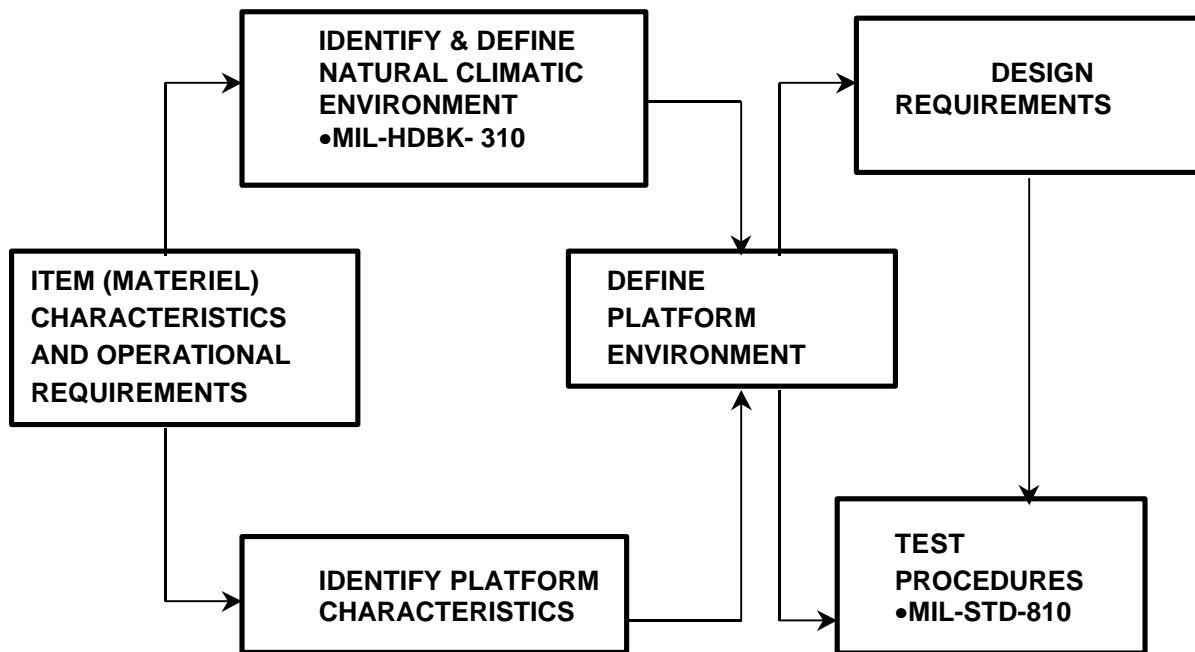 IDENTIFY & DEFINE
NATURAL CLIMATIC
ENVIRONMENT
•MIL-HDBK- 310
DESIGN
REQUIREMENTS
ITEM (MATERIEL)
CHARACTERISTICS
AND OPERATIONAL
REQUIREMENTS
DEFINE
PLATFORM
ENVIRONMENT
IDENTIFY PLATFORM
CHARACTERISTICS
TEST
PROCEDURES
•MIL-STD-810